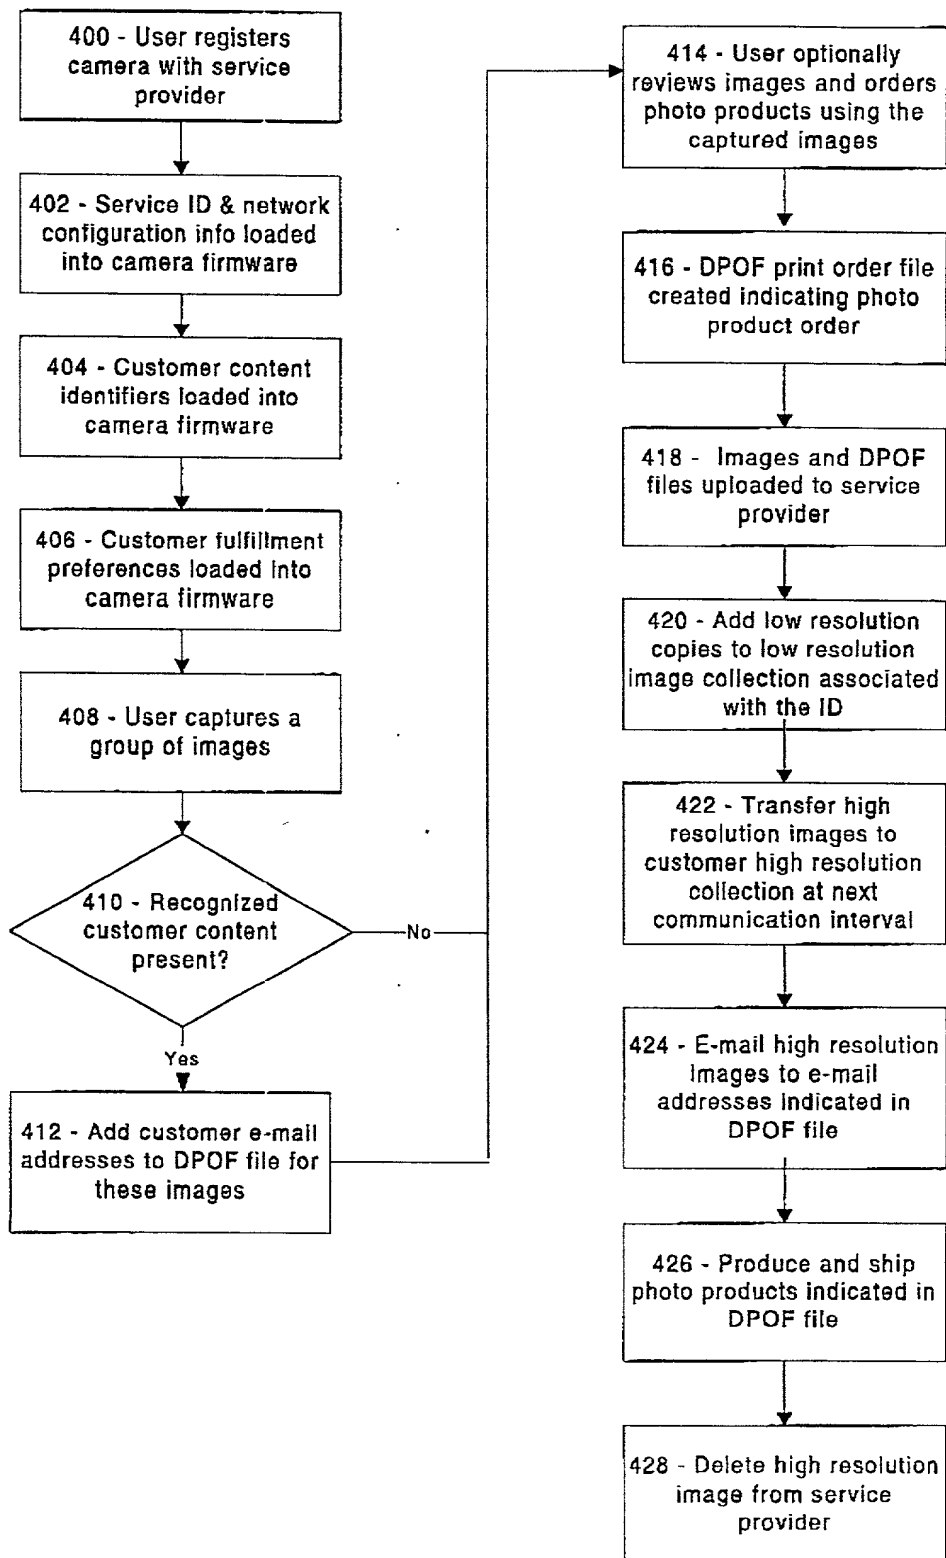 400 - User registers
camera with service
provider
402 - Service ID & network
configuration info loaded
into camera firmware
404 - Customer content
identifiers loaded into
camera firmware
406 - Customer fulfillment
preferences loaded into
camera firmware
408 - User captures a
group of images
410 - Recognized
customer content
present?
No
Yes
412 - Add customer e-mail
addresses to DPOF file for
these images
414 - User optionally
reviews images and orders
photo products using the
captured images
416 - DPOF print order file
created indicating photo
product order
418 - Images and DPOF
files uploaded to service
provider
420 - Add low resolution
copies to low resolution
image collection associated
with the ID
422 - Transfer high
resolution images to
customer high resolution
collection at next
communication interval
424 - E-mail high resolution
images to e-mail
addresses indicated in
DPOF file
426 - Produce and ship
photo products indicated in
DPOF file
428 - Delete high resolution
image from service
provider